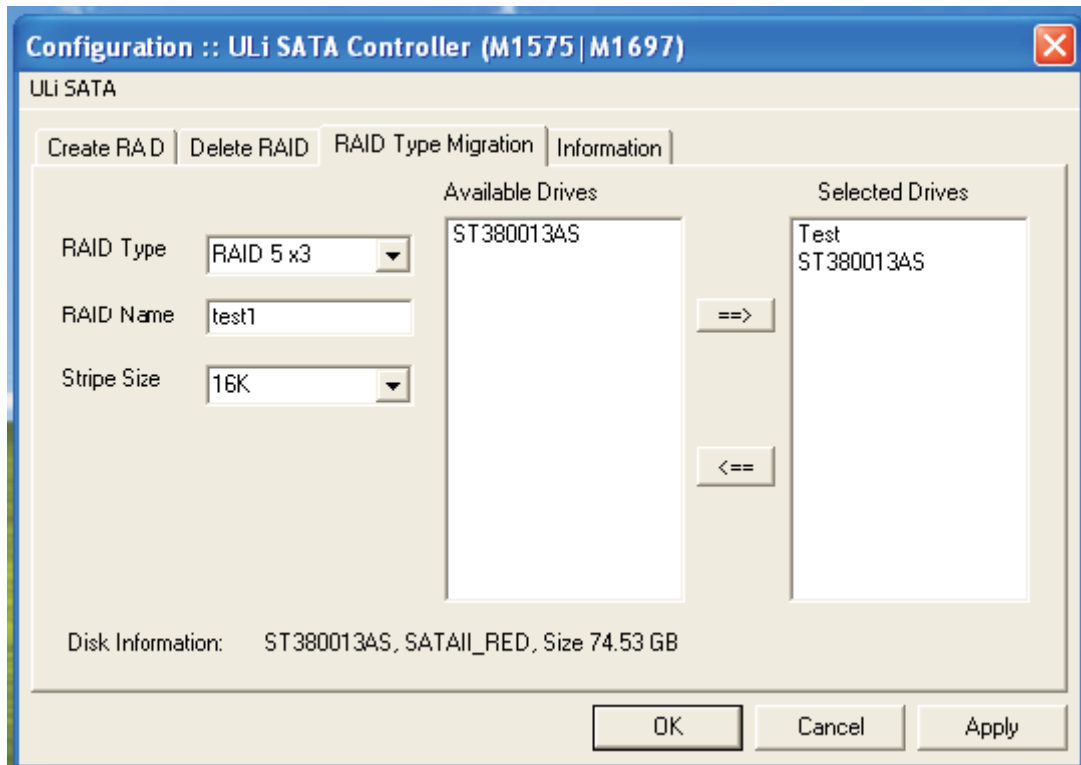 Configuration :: ULi SATA Controller (M1575|M1697)
ULi SATA
Create RAID Delete RAID RAID Type Migration Information
Available Drives Selected Drives
RAID Type RAID 5 x3
ST380013AS
Test
ST380013AS
RAID Name test1
==>
Stripe Size 16K
<==
Disk Information: ST380013AS, SATAII_RED, Size 74.53 GB
OK Cancel Apply